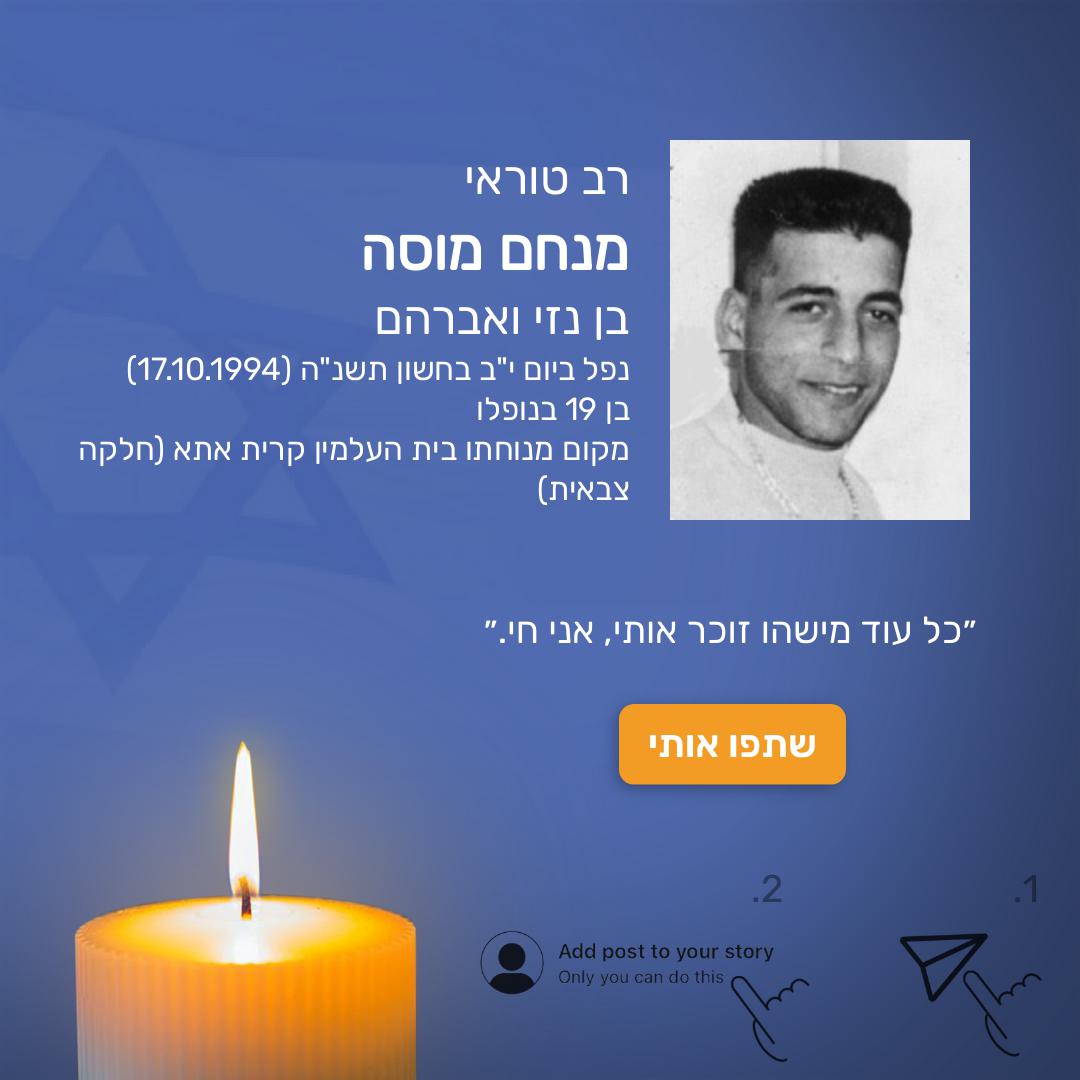 רב טוראי
מנחם מוסה
בן נזי ואברהם
נפל ביום י"ב בחשון תשנ"ה (17.10.1994)
בן 19 בנופלו
מקום מנוחתו בית העלמין קרית אתא (חלקה
צבאית)
״כל עוד מישהו זוכר אותי, אני חי.״
שתפו אותי
.1
.2
Add post to your story
Only you can do this